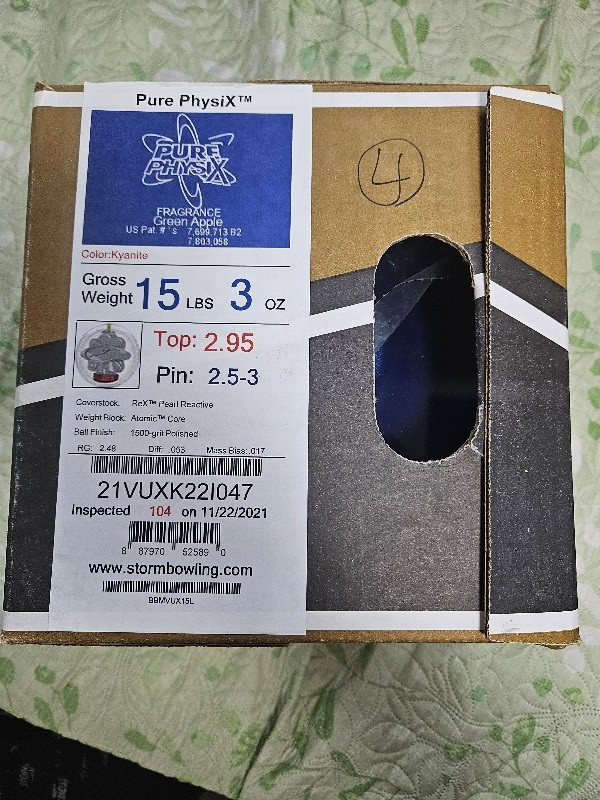 Pure PhysiX™
PURE
PHYSIX
FRAGRANCE
Green Apple
US Pat. #'s 7,699,713 B2
7,803,058
Color:Kyanite
Gross
Weight 15 LBS 3 OZ
Top: 2.95
Pin: 2.5-3
Coverstock: ReX™ Pearl Reactive
Weight Block: Atomic™ Core
Ball Finish: 1500-grit Polished
RG: 2.48 Diff: .053 Mass Bias: .017
21VUXK22I047
Inspected 104 on 11/22/2021
8 87970 52589 0
www.stormbowling.com
BBMVUX15L
4